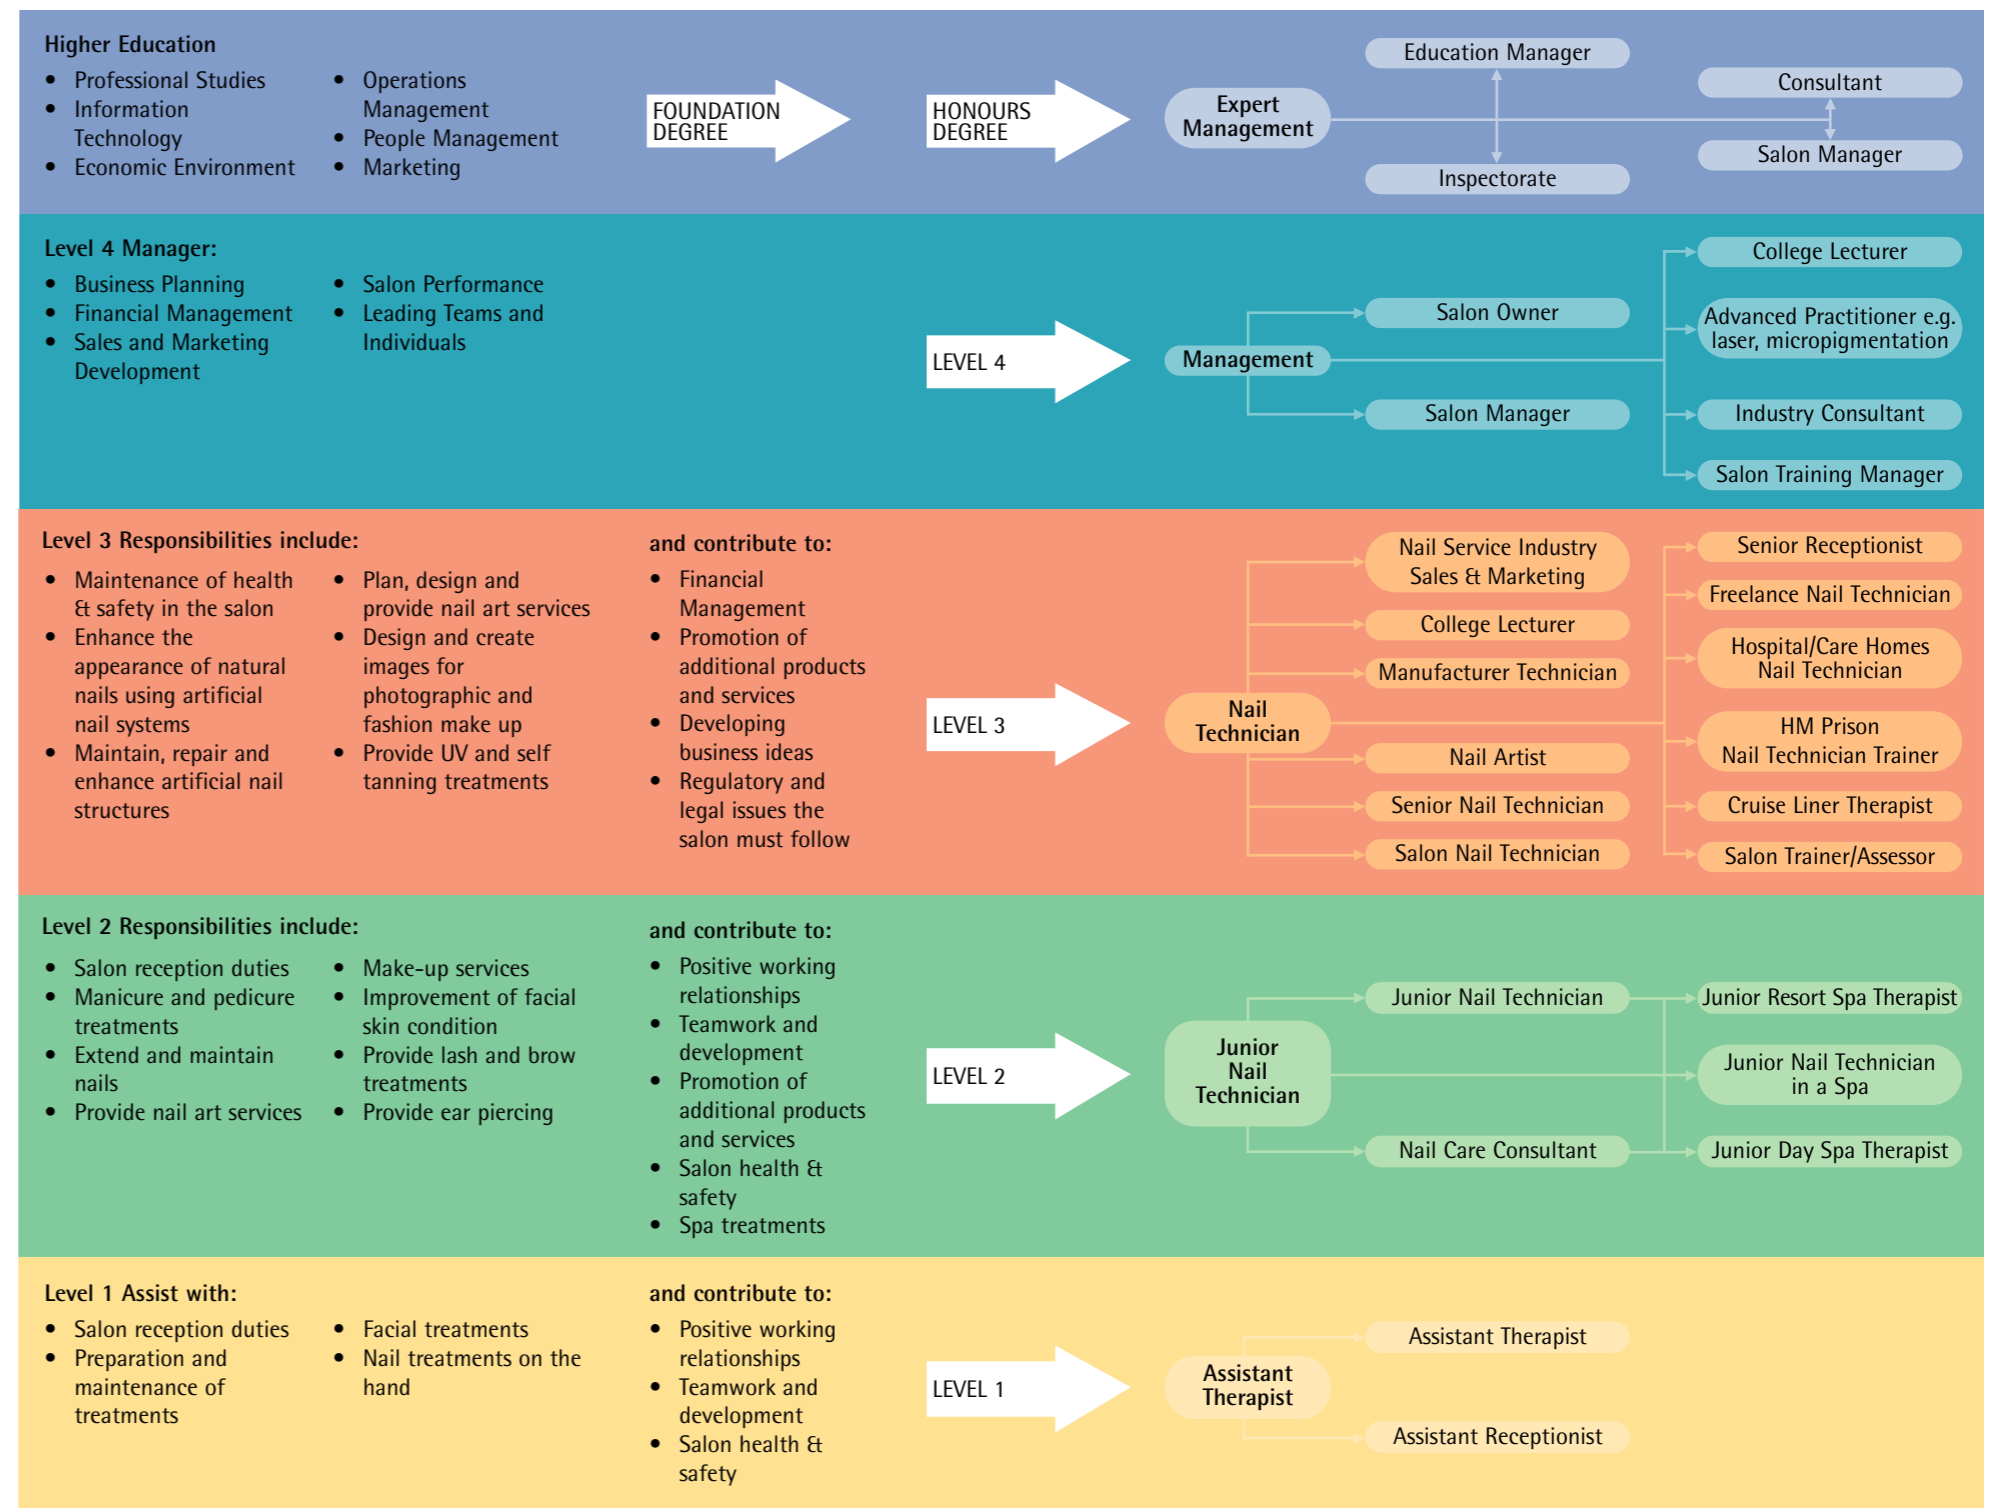 Higher Education
• Professional Studies
• Information
Technology
• Economic Environment
• Operations
Management
• People Management
• Marketing
FOUNDATION
DEGREE
HONOURS
DEGREE
Expert
Management
Education Manager
Inspectorate
Consultant
Salon Manager
Level 4 Manager:
• Business Planning
• Financial Management
• Sales and Marketing
Development
• Salon Performance
• Leading Teams and
Individuals
LEVEL 4
Management
Salon Owner
Salon Manager
College Lecturer
Advanced Practitioner e.g.
laser, micropigmentation
Industry Consultant
Salon Training Manager
Level 3 Responsibilities include:
• Maintenance of health
& safety in the salon
• Enhance the
appearance of natural
nails using artificial
nail systems
• Maintain, repair and
enhance artificial nail
structures
• Plan, design and
provide nail art services
• Design and create
images for
photographic and
fashion make up
• Provide UV and self
tanning treatments
and contribute to:
• Financial
Management
• Promotion of
additional products
and services
• Developing
business ideas
• Regulatory and
legal issues the
salon must follow
LEVEL 3
Nail
Technician
Nail Service Industry
Sales & Marketing
College Lecturer
Manufacturer Technician
Nail Artist
Senior Nail Technician
Salon Nail Technician
Senior Receptionist
Freelance Nail Technician
Hospital/Care Homes
Nail Technician
HM Prison
Nail Technician Trainer
Cruise Liner Therapist
Salon Trainer/Assessor
Level 2 Responsibilities include:
• Salon reception duties
• Manicure and pedicure
treatments
• Extend and maintain
nails
• Provide nail art services
• Make-up services
• Improvement of facial
skin condition
• Provide lash and brow
treatments
• Provide ear piercing
and contribute to:
• Positive working
relationships
• Teamwork and
development
• Promotion of
additional products
and services
• Salon health &
safety
• Spa treatments
LEVEL 2
Junior
Nail
Technician
Junior Nail Technician
Nail Care Consultant
Junior Resort Spa Therapist
Junior Nail Technician
in a Spa
Junior Day Spa Therapist
Level 1 Assist with:
• Salon reception duties
• Preparation and
maintenance of
treatments
• Facial treatments
• Nail treatments on the
hand
and contribute to:
• Positive working
relationships
• Teamwork and
development
• Salon health &
safety
LEVEL 1
Assistant
Therapist
Assistant Therapist
Assistant Receptionist